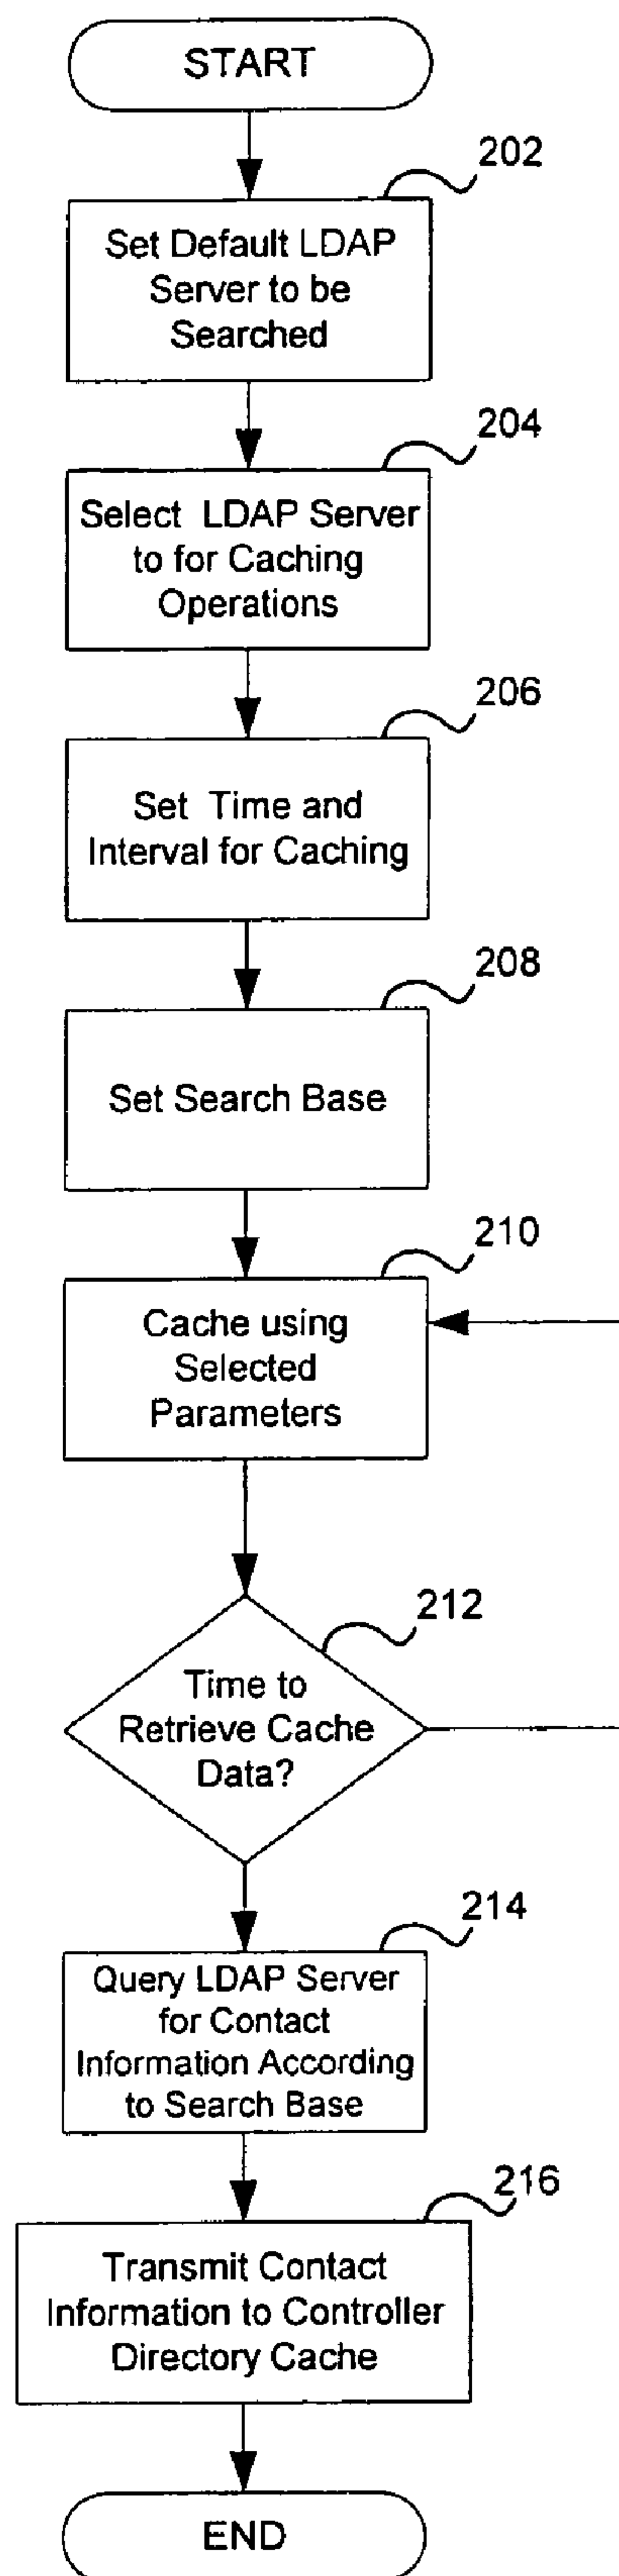 START
202
Set Default LDAP
Server to be
Searched
204
Select LDAP Server
to for Caching
Operations
206
Set Time and
Interval for Caching
208
Set Search Base
210
Cache using
Selected
Parameters
212
Time to
Retrieve Cache
Data?
214
Query LDAP Server
for Contact
Information According
to Search Base
216
Transmit Contact
Information to Controller
Directory Cache
END